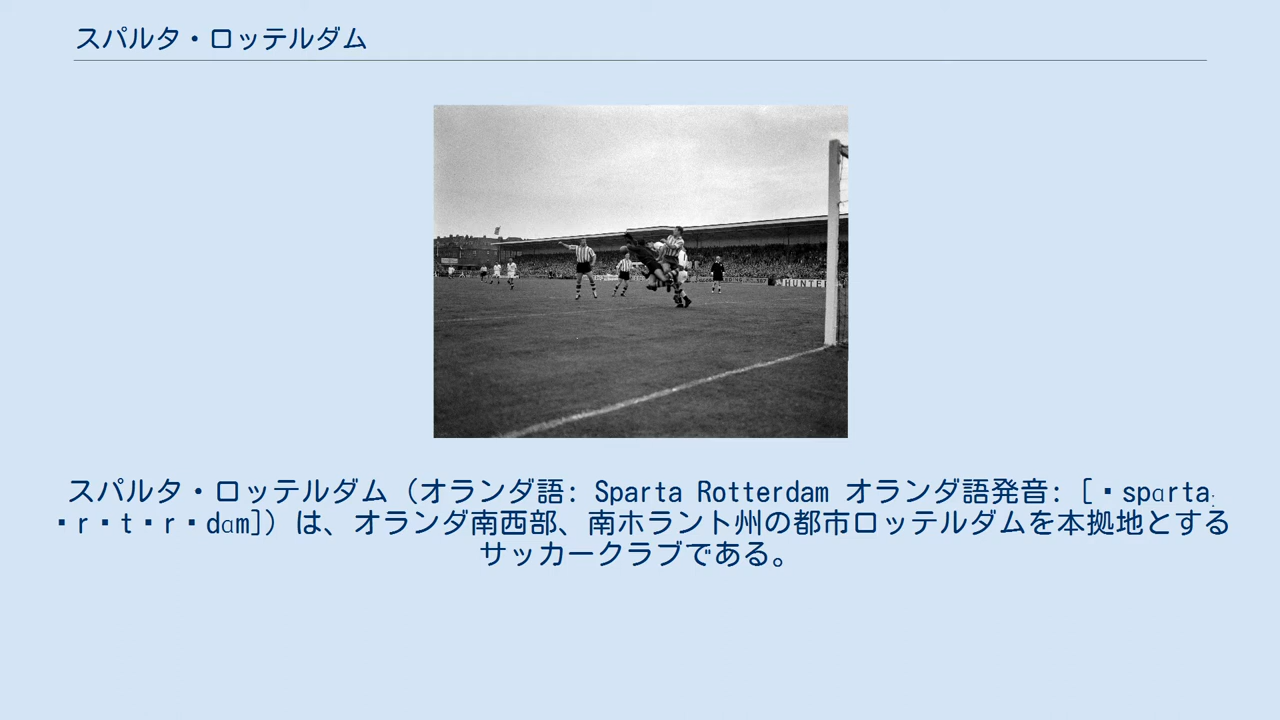 スパルタ・ロッテルダム
HUNTE
スパルタ・ロッテルダム（オランダ語: Sparta Rotterdam オランダ語発音: [▪spɑrtaː
▪r▪t▪r▪dɑm]）は、オランダ南西部、南ホラント州の都市ロッテルダムを本拠地とする
サッカークラブである。